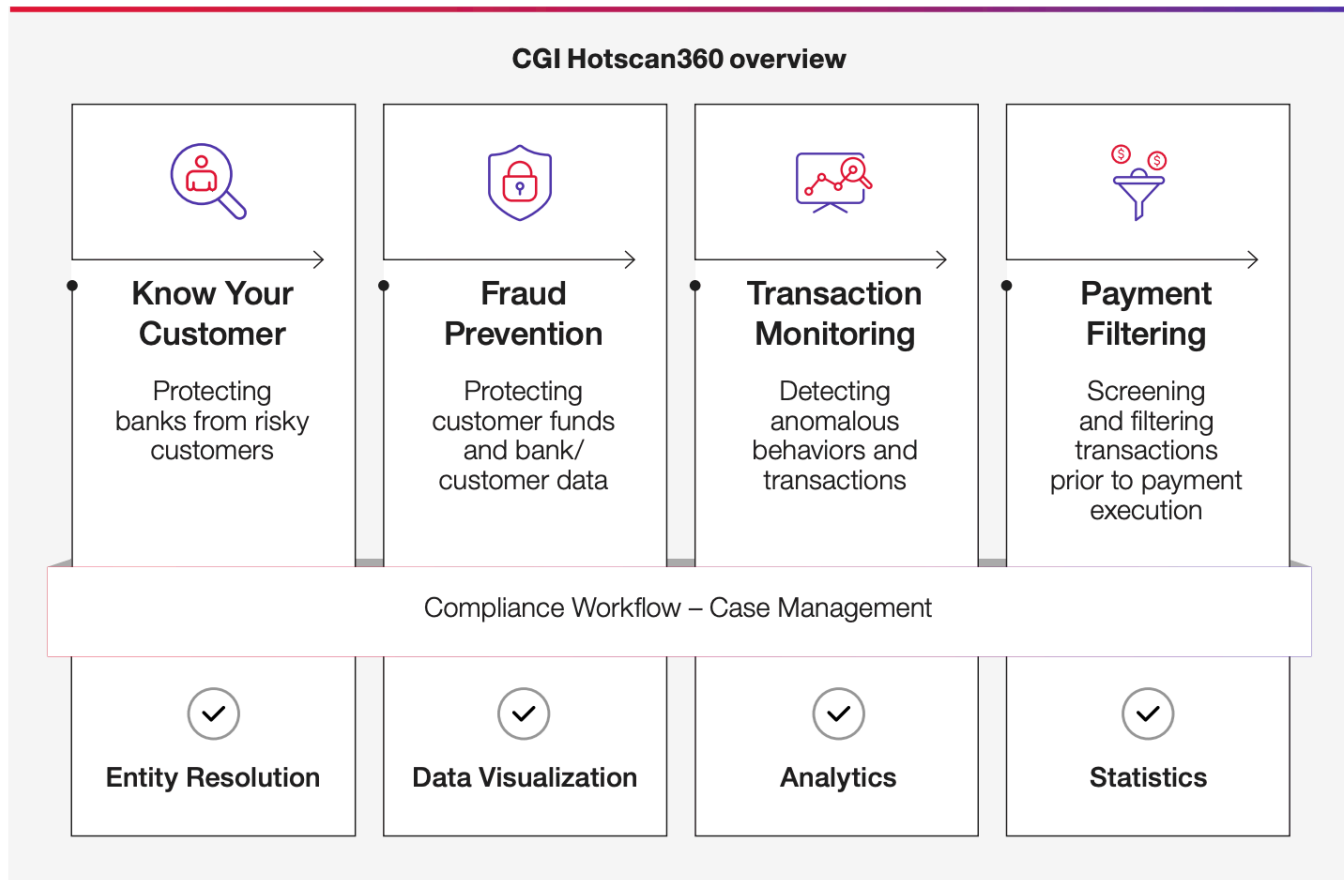 CGI Hotscan360 overview
Know Your
Customer
Protecting
banks from risky
customers
Fraud
Prevention
Protecting
customer funds
and bank/
customer data
Transaction
Monitoring
Detecting
anomalous
behaviors and
transactions
$ $
Payment
Filtering
Screening
and filtering
transactions
prior to payment
execution
Compliance Workflow – Case Management
Entity Resolution
Data Visualization
Analytics
Statistics